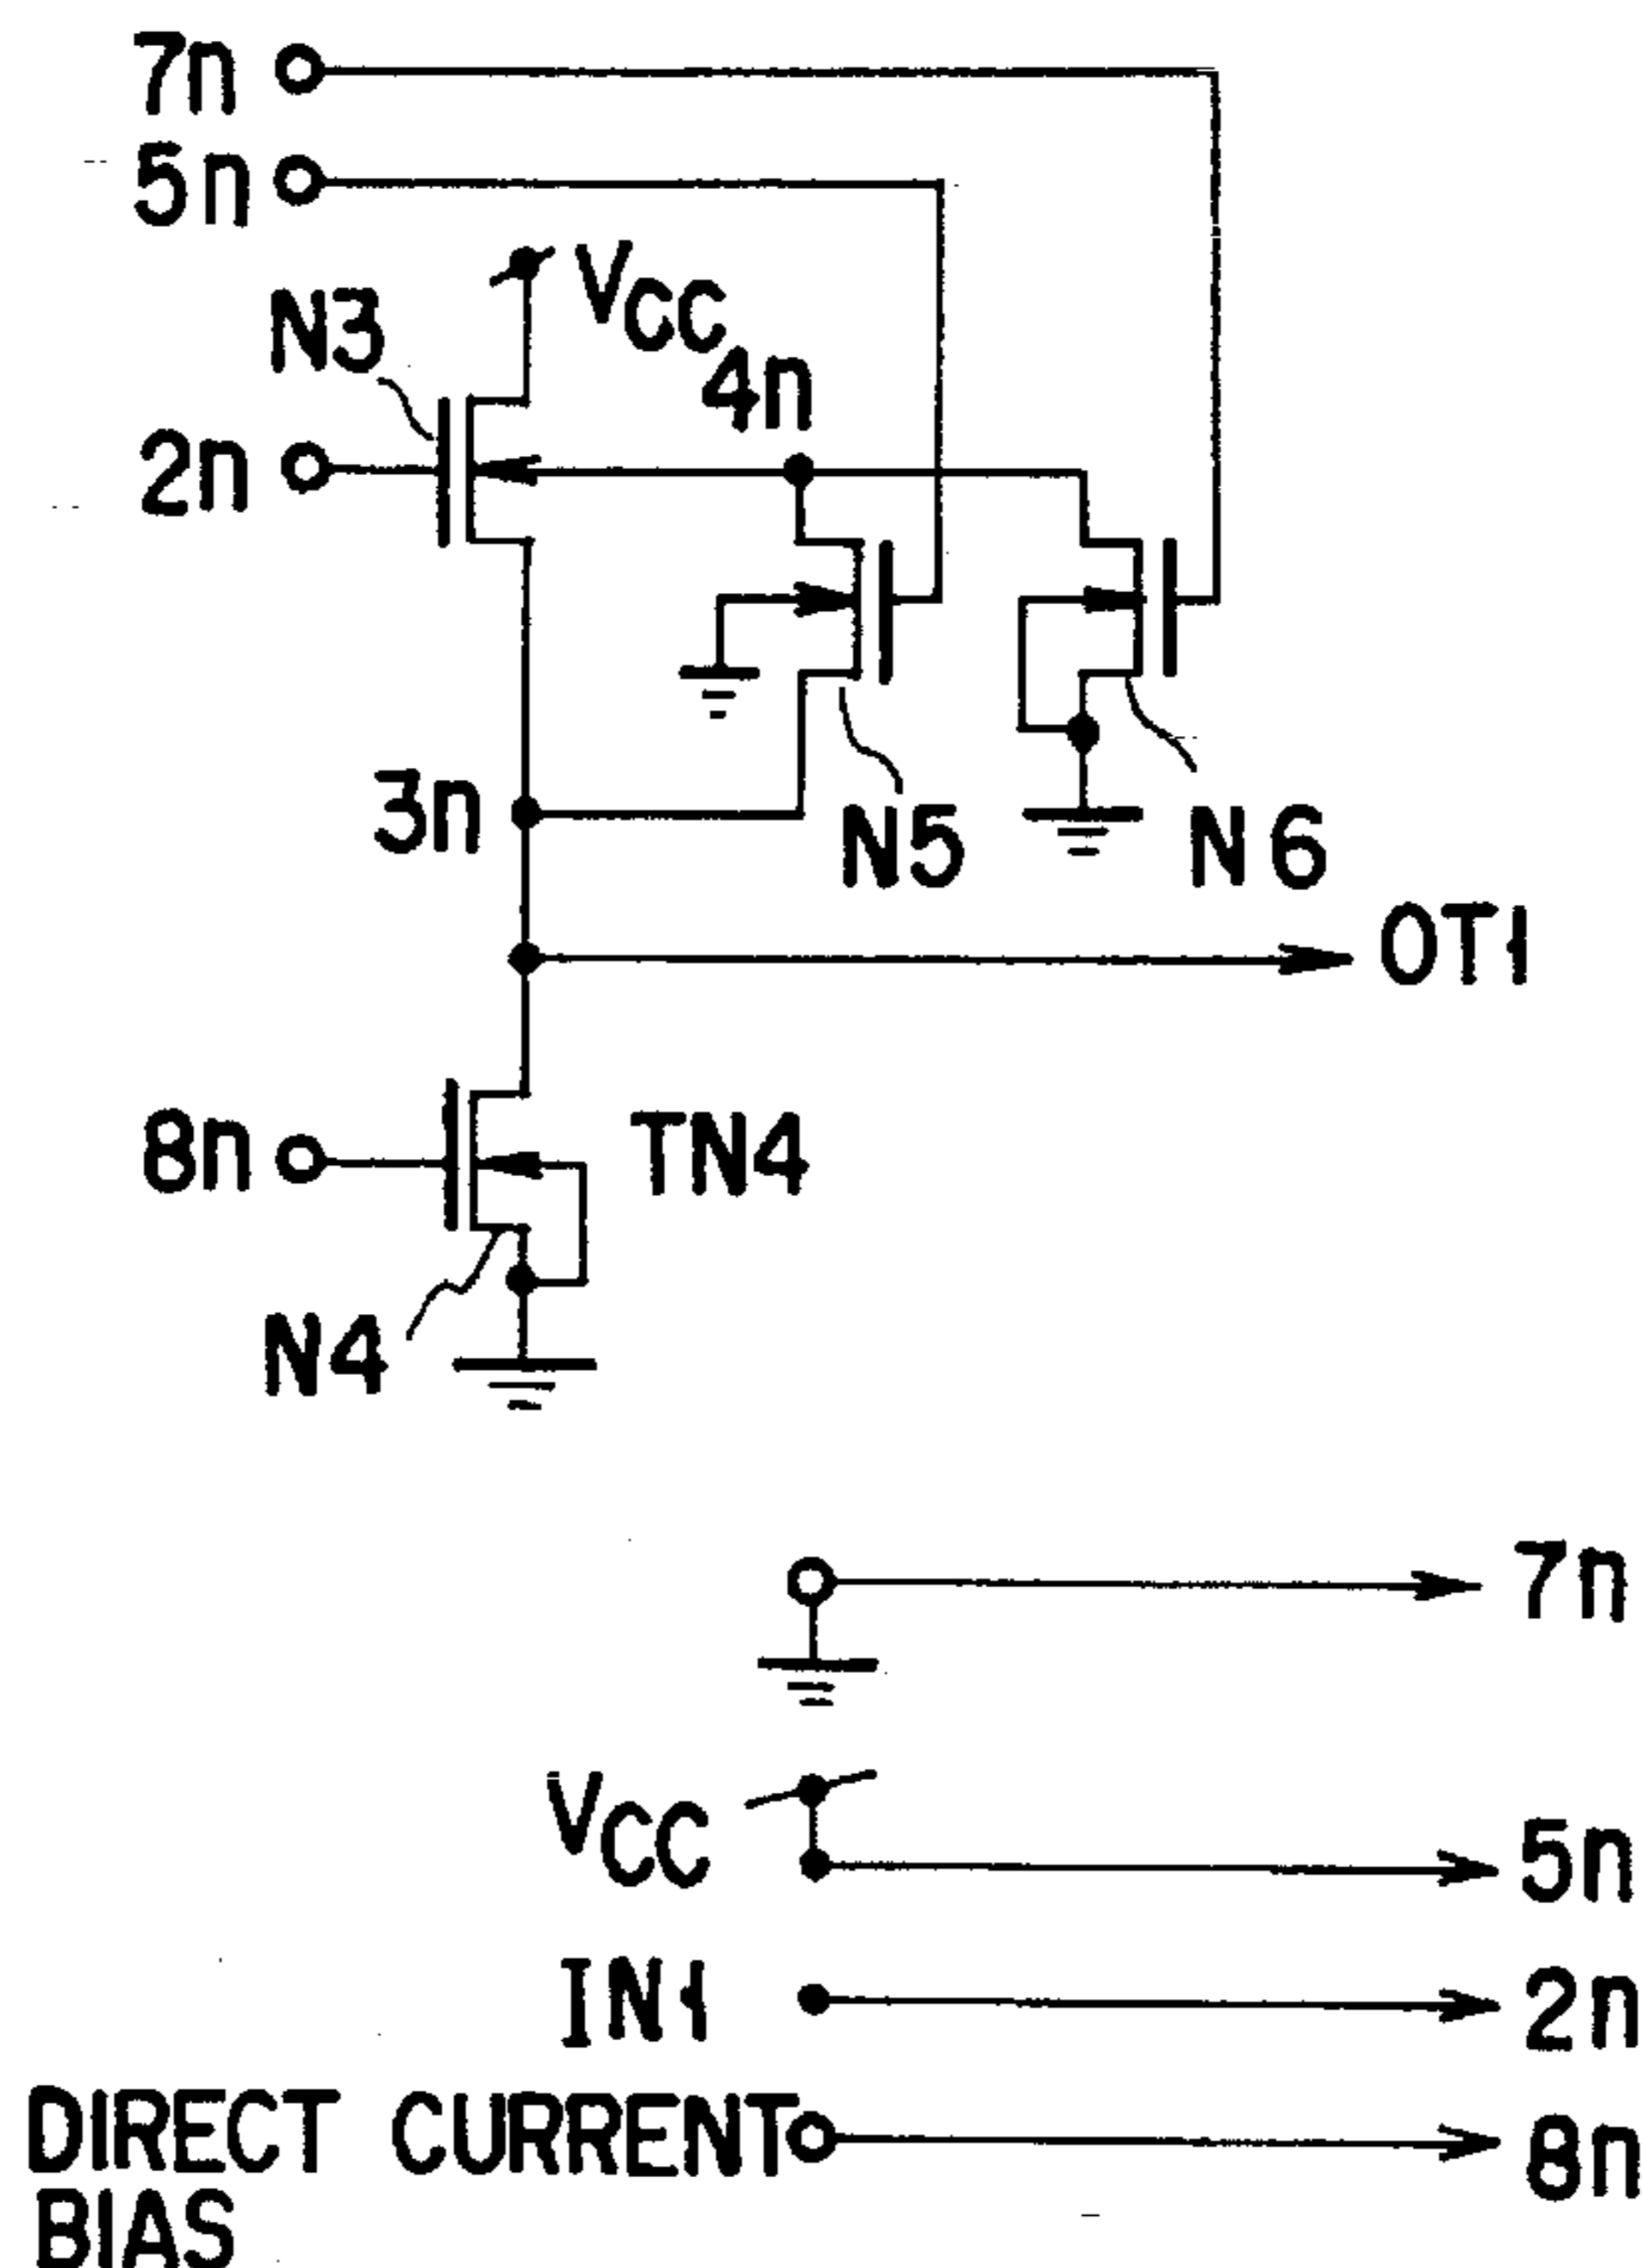 7n
5n
VCC
N3
4n
2n
3n
N5
N6
OT1
8n
TN4
N4
7n
VCC
5n
IN1
2n
DIRECT CURRENT
8n
BIAS